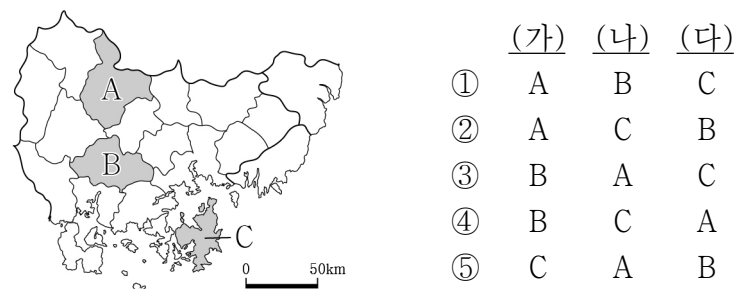 A
B
C
0 50km
(가) (나) (다)
① A B C
② A C B
③ B A C
④ B C A
⑤ C A B